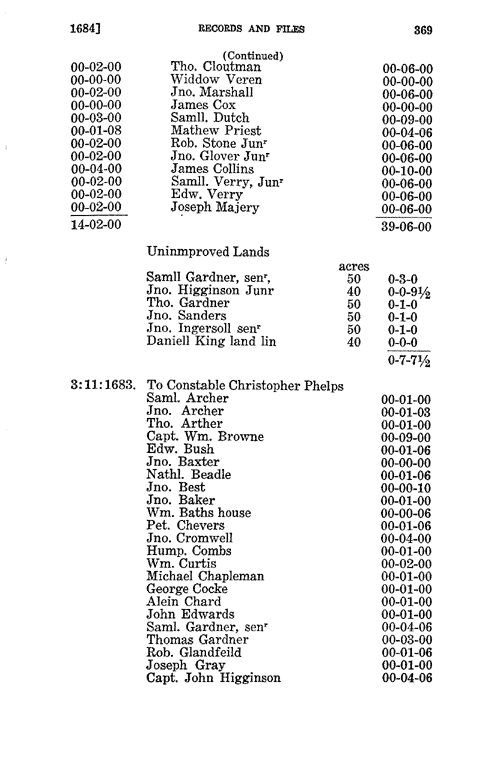 1684] RECORDS AND FILES 369
(Continued)
00-02-00 Tho. Cloutman 00-06-00
00-00-00 Widdow Veren 00-00-00
00-02-00 Jno. Marshall 00-06-00
00-00-00 James Cox 00-00-00
00-03-00 Samll. Dutch 00-09-00
00-01-08 Mathew Priest 00-04-06
00-02-00 Rob. Stone Junʳ 00-06-00
00-02-00 Jno. Glover Junʳ 00-06-00
00-04-00 James Collins 00-10-00
00-02-00 Samll. Verry, Junʳ 00-06-00
00-02-00 Edw. Verry 00-06-00
00-02-00 Joseph Majery 00-06-00
14-02-00 39-06-00
Uninmproved Lands
acres
Samll Gardner, senʳ, 50 0-3-0
Jno. Higginson Junr 40 0-0-9½
Tho. Gardner 50 0-1-0
Jno. Sanders 50 0-1-0
Jno. Ingersoll senʳ 50 0-1-0
Daniell King land lin 40 0-0-0
0-7-7½
3:11:1683. To Constable Christopher Phelps
Saml. Archer 00-01-00
Jno. Archer 00-01-03
Tho. Arther 00-01-00
Capt. Wm. Browne 00-09-00
Edw. Bush 00-01-06
Jno. Baxter 00-00-00
Nathl. Beadle 00-01-06
Jno. Best 00-00-10
Jno. Baker 00-01-00
Wm. Baths house 00-00-06
Pet. Chevers 00-01-06
Jno. Cromwell 00-04-00
Hump. Combs 00-01-00
Wm. Curtis 00-02-00
Michael Chapleman 00-01-00
George Cocke 00-01-00
Alein Chard 00-01-00
John Edwards 00-01-00
Saml. Gardner, senʳ 00-04-06
Thomas Gardner 00-03-00
Rob. Glandfeild 00-01-06
Joseph Gray 00-01-00
Capt. John Higginson 00-04-06